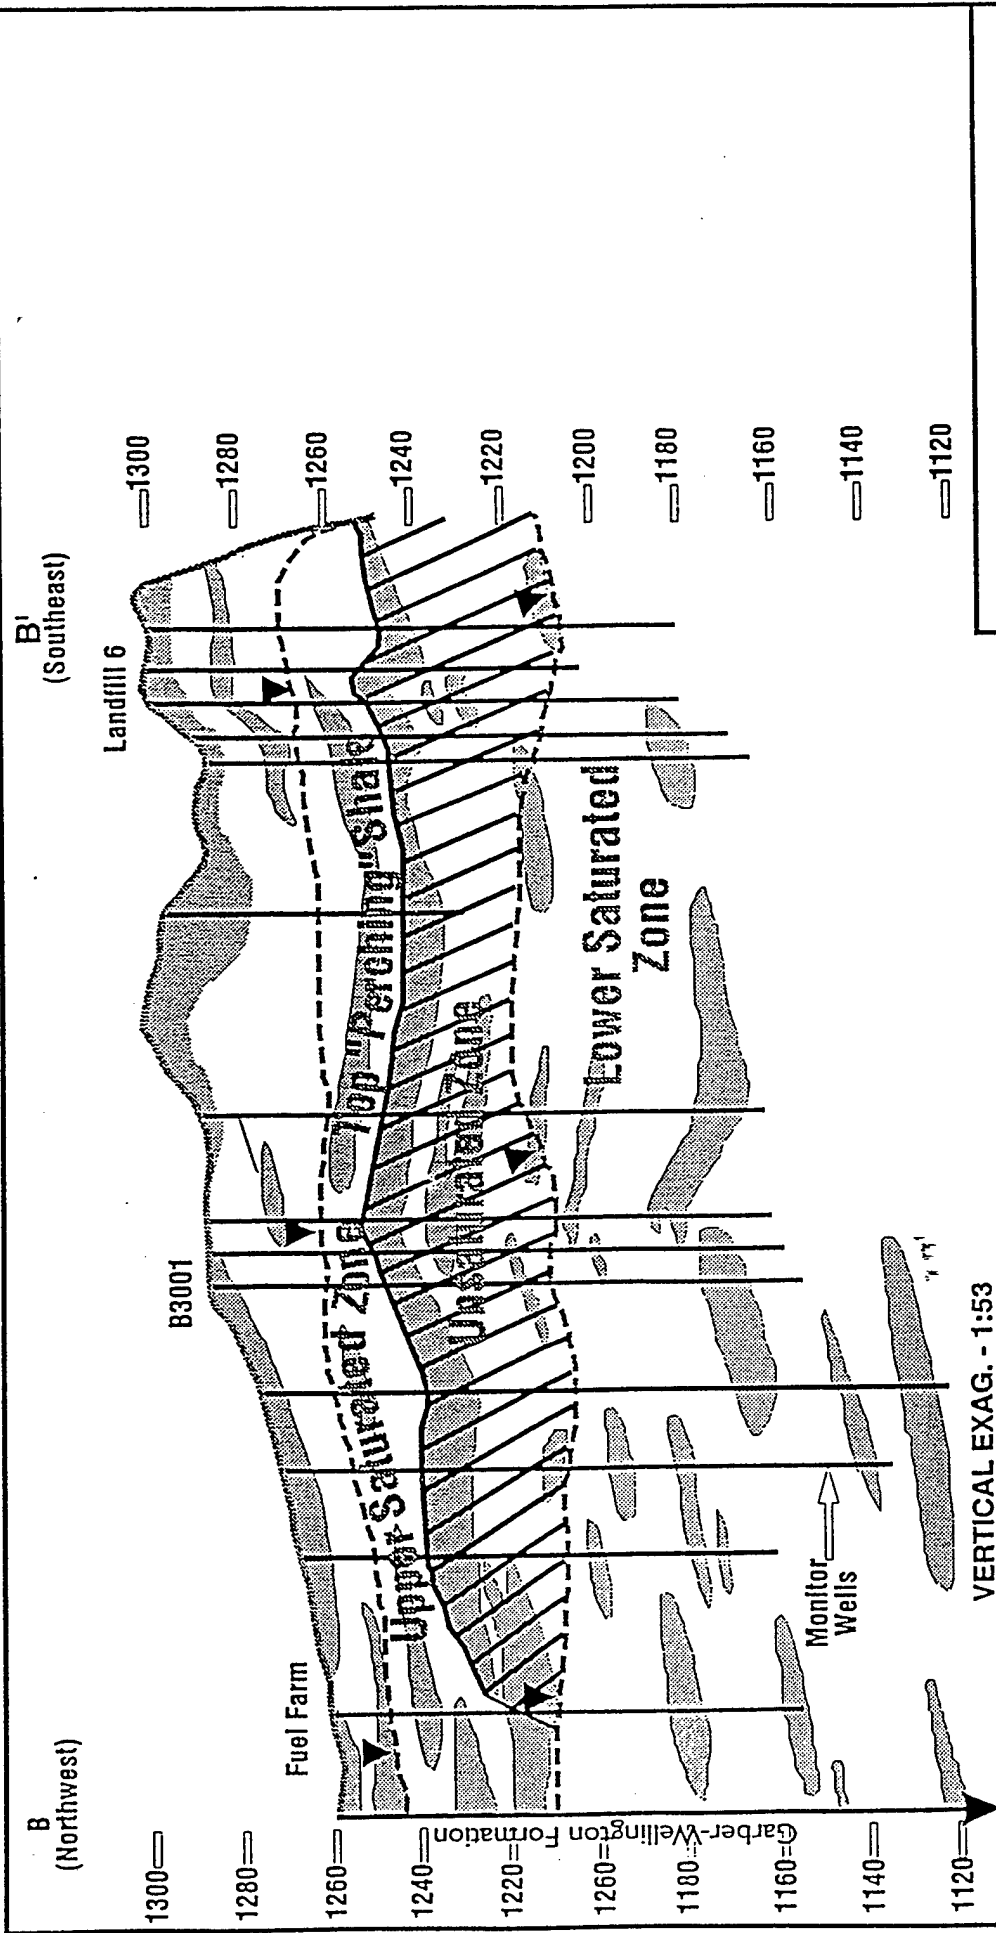 B
(Northwest)
B'
(Southeast)
Fuel Farm
B3001
Landfill 6
1300
1280
1260
1240
1220
1260
1180
1160
1140
1120
Garber-Wellington Formation
Upper Saturated Zone
Top "Perching" Shale
Unsaturated Zone
Lower Saturated
Zone
Monitor
Wells
1300
1280
1260
1240
1220
1200
1180
1160
1140
1120
VERTICAL EXAG. - 1:53